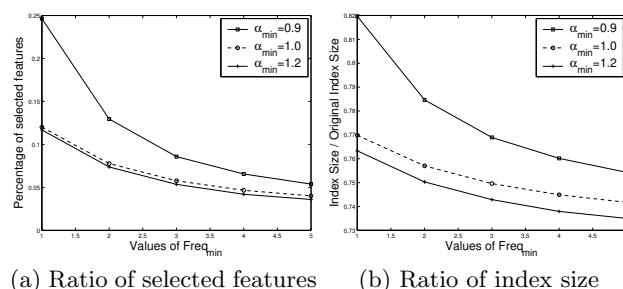 0.25
0.2
0.15
0.1
0.05
0
Percentage of selected features
α_min=0.9
α_min=1.0
α_min=1.2
1 1.5 2 2.5 3 3.5 4 4.5 5
Values of Freq_min
(a) Ratio of selected features
0.82
0.81
0.8
0.79
0.78
0.77
0.76
0.75
0.74
0.73
Index Size / Original Index Size
α_min=0.9
α_min=1.0
α_min=1.2
1 1.5 2 2.5 3 3.5 4 4.5
Values of Freq_min
(b) Ratio of index size